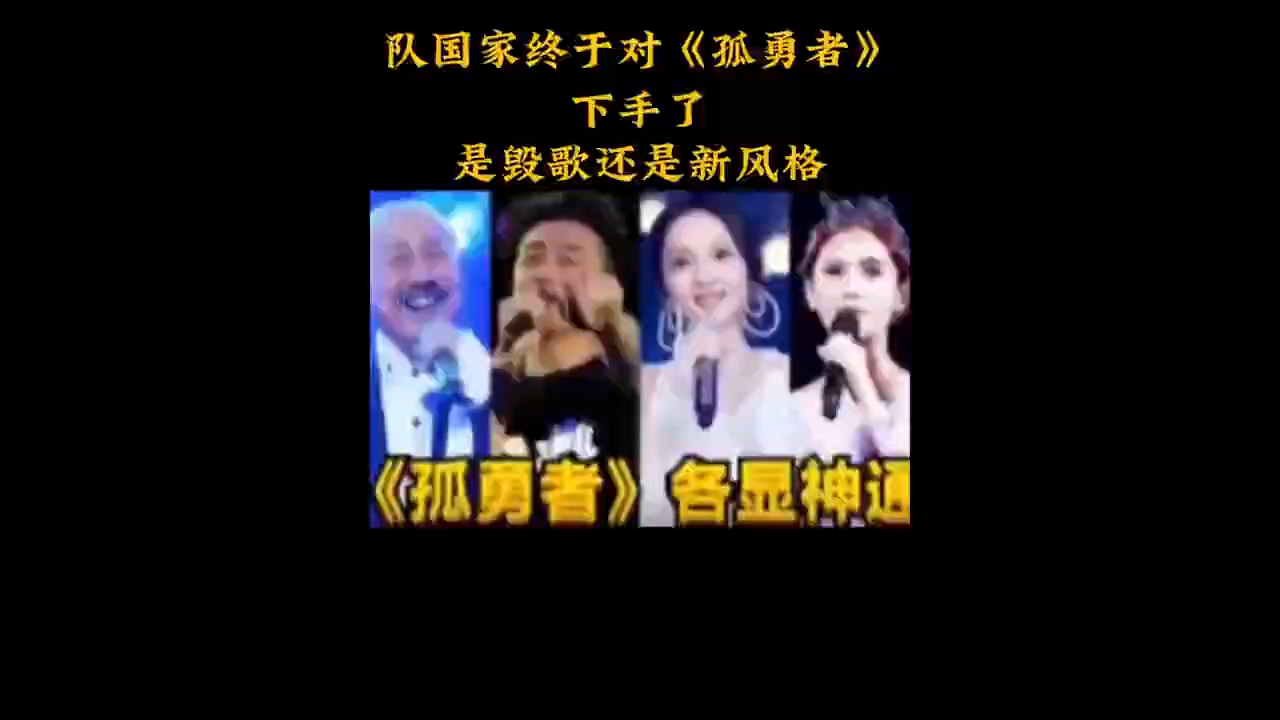 队国家终于对《孤勇者》
下手了
是毁歌还是新风格
《孤勇者》 各显神通